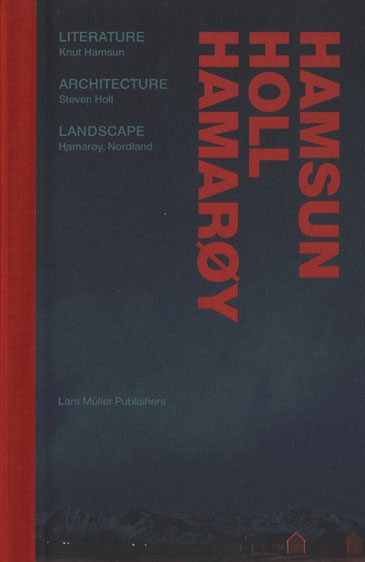 LITERATURE
Knut Hamsun
ARCHITECTURE
Steven Holl
LANDSCAPE
Hamarøy, Nordland
HAMSUN
HOLL
HAMARØY
Lars Müller Publishers